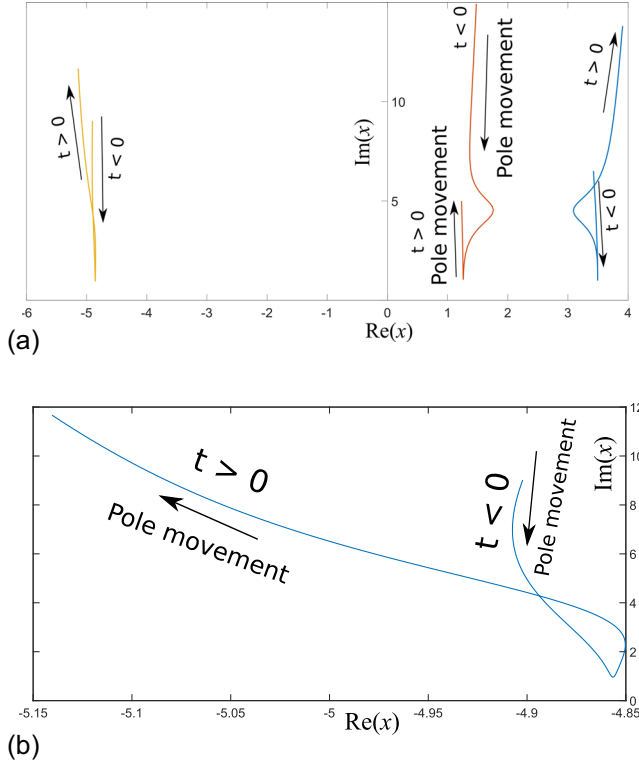 t < 0
Pole movement
t > 0
Pole movement
t > 0
t < 0
t > 0
t < 0
Im(x)
10
5
-6 -5 -4 -3 -2 -1 0 1 2 3 4
Re(x)
(a)
t > 0
Pole movement
t < 0
Pole movement
Im(x)
12
10
8
6
4
2
0
-5.15 -5.1 -5.05 -5 -4.95 -4.9 -4.85
Re(x)
(b)